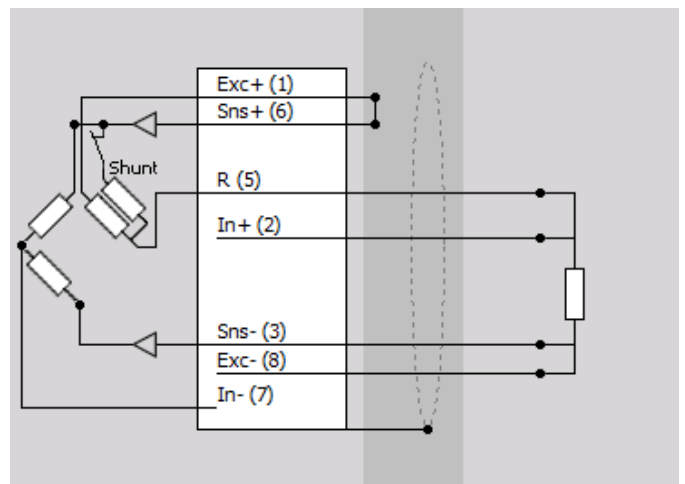 Exc+ (1)
Sns+ (6)
Shunt
R (5)
In+ (2)
Sns- (3)
Exc- (8)
In- (7)